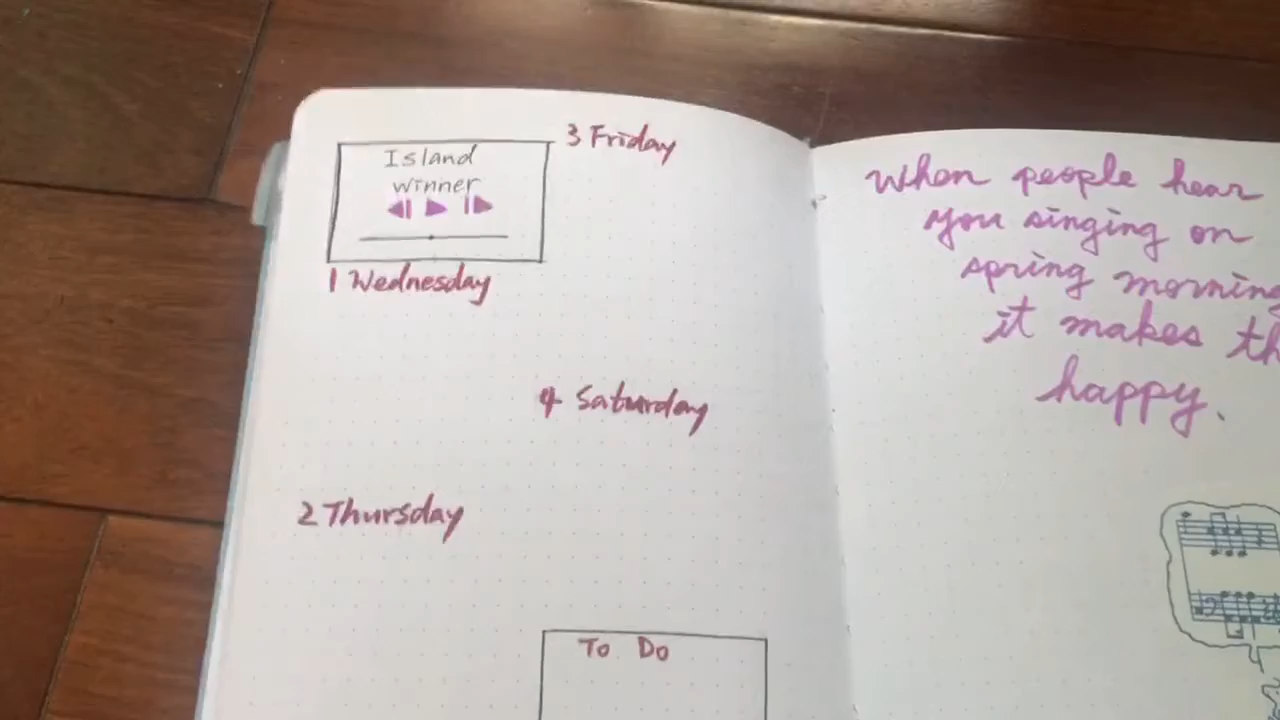 Island
winner
1 Wednesday
2 Thursday
3 Friday
4 Saturday
To Do
When people hear
you singing on
spring morning
it makes
happy.